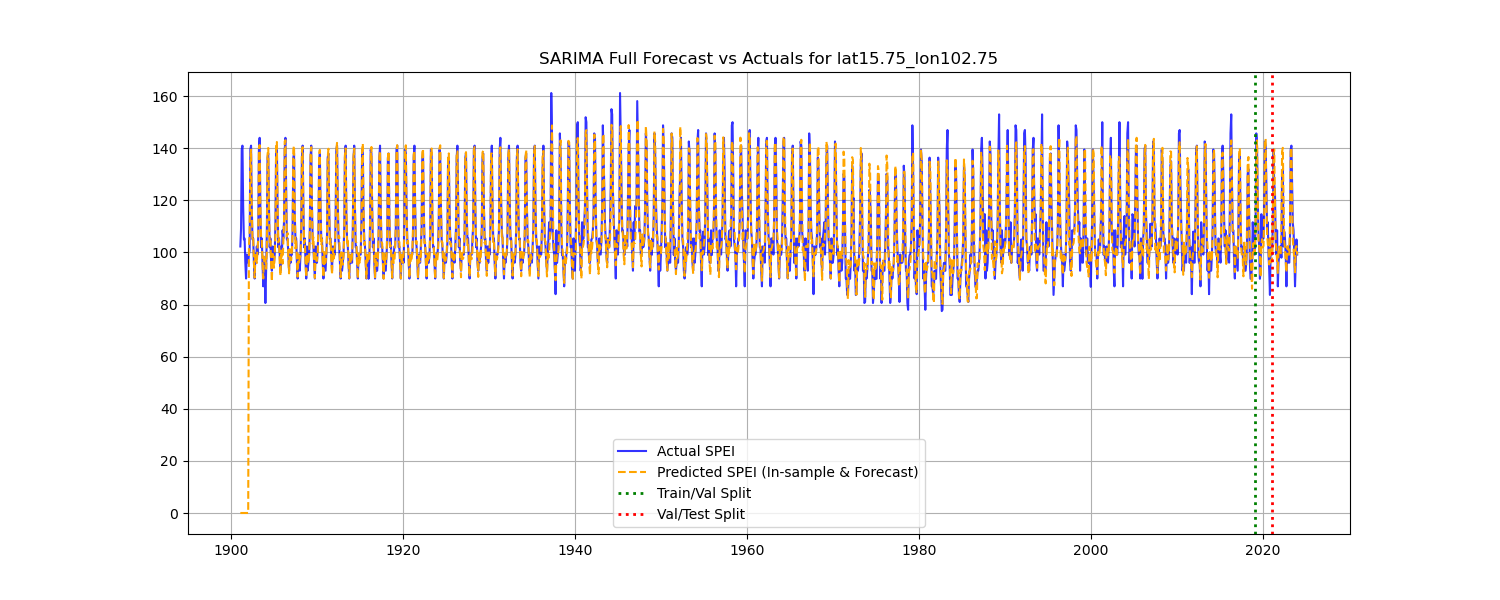 SARIMA Full Forecast vs Actuals for lat15.75_lon102.75
160
140
120
100
80
60
40
20
0
Actual SPEI
Predicted SPEI (In-sample & Forecast)
Train/Val Split
Val/Test Split
1900 1920 1940 1960 1980 2000 2020